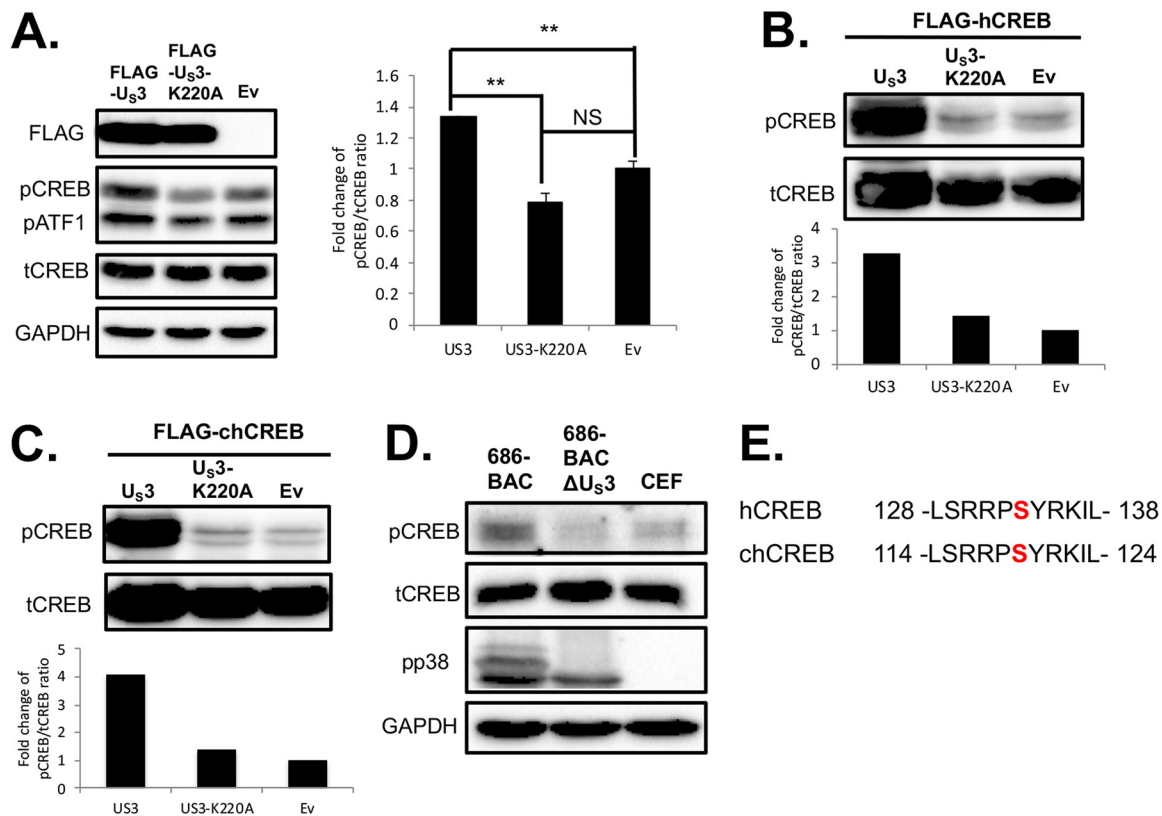 A.
FLAG
-US3
FLAG
-US3-
K220A
Ev
FLAG
pCREB
pATF1
tCREB
GAPDH
Fold change of
pCREB/tCREB ratio
1.6
1.4
1.2
1
0.8
0.6
0.4
0.2
0
**
**
NS
US3
US3-K220A
Ev
B.
FLAG-hCREB
US3
US3-
K220A
Ev
pCREB
tCREB
Fold change of
pCREB/tCREB ratio
4
3
2
1
0
US3
US3-K220A
Ev
C.
FLAG-chCREB
US3
US3-
K220A
Ev
pCREB
tCREB
Fold change of
pCREB/tCREB ratio
5
4
3
2
1
0
US3
US3-K220A
Ev
D.
686-
BAC
686-
BAC
ΔUS3
CEF
pCREB
tCREB
pp38
GAPDH
E.
hCREB 128 -LSRRPSYRKIL- 138
chCREB 114 -LSRRPSYRKIL- 124